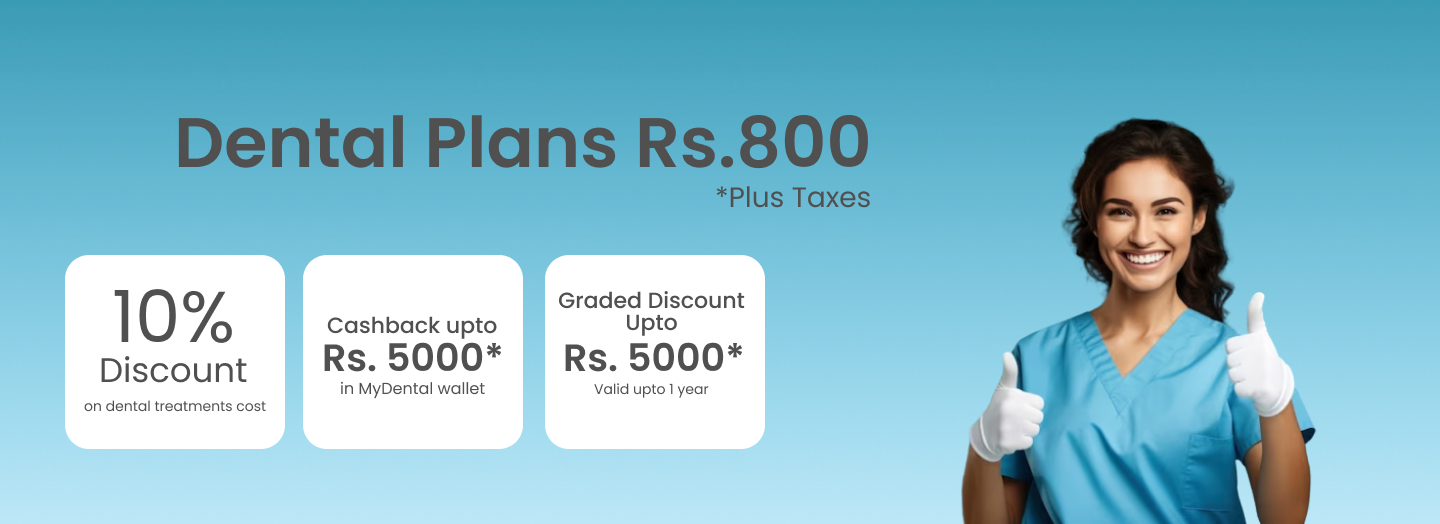 Dental Plans Rs.800
*Plus Taxes
10%
Discount
on dental treatments cost
Cashback upto
Rs. 5000*
in MyDental wallet
Graded Discount
Upto
Rs. 5000*
Valid upto 1 year